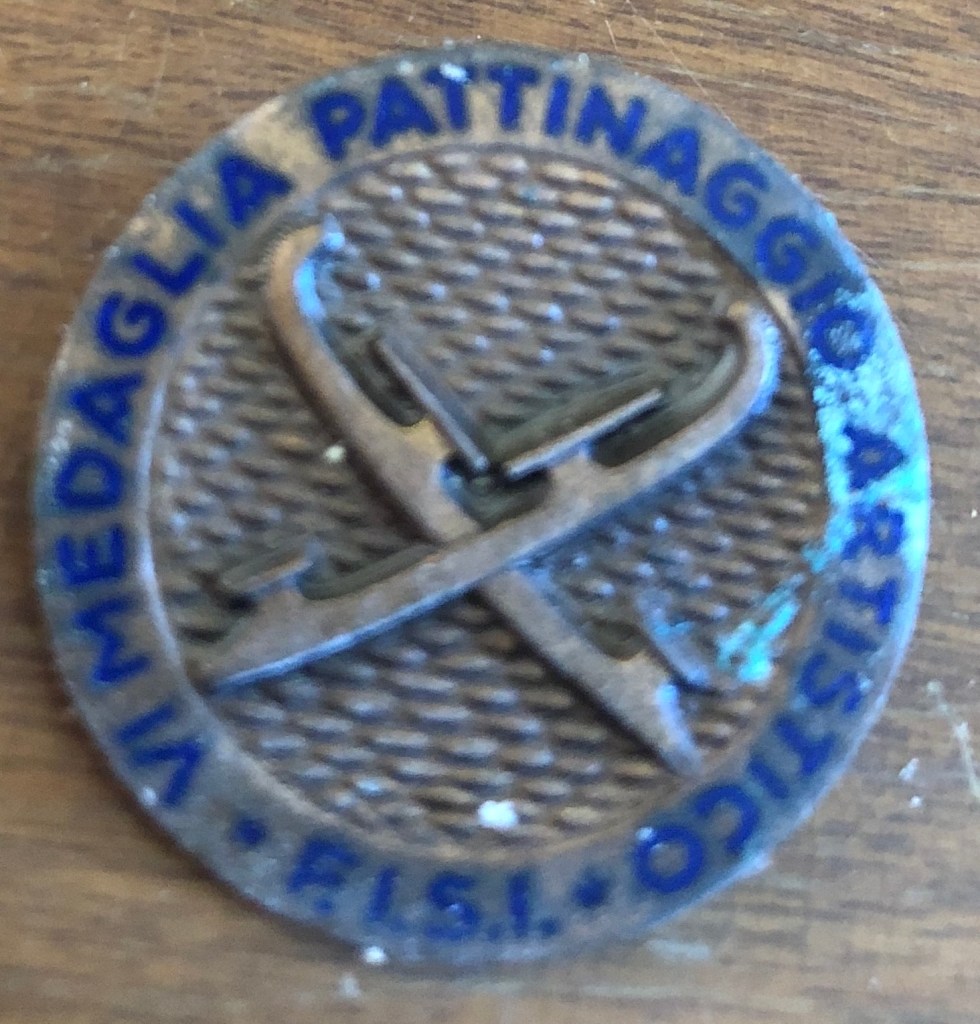 VI MEDAGLIA PATTINAGGIO ARTISTICO
* F.I.S.I. *